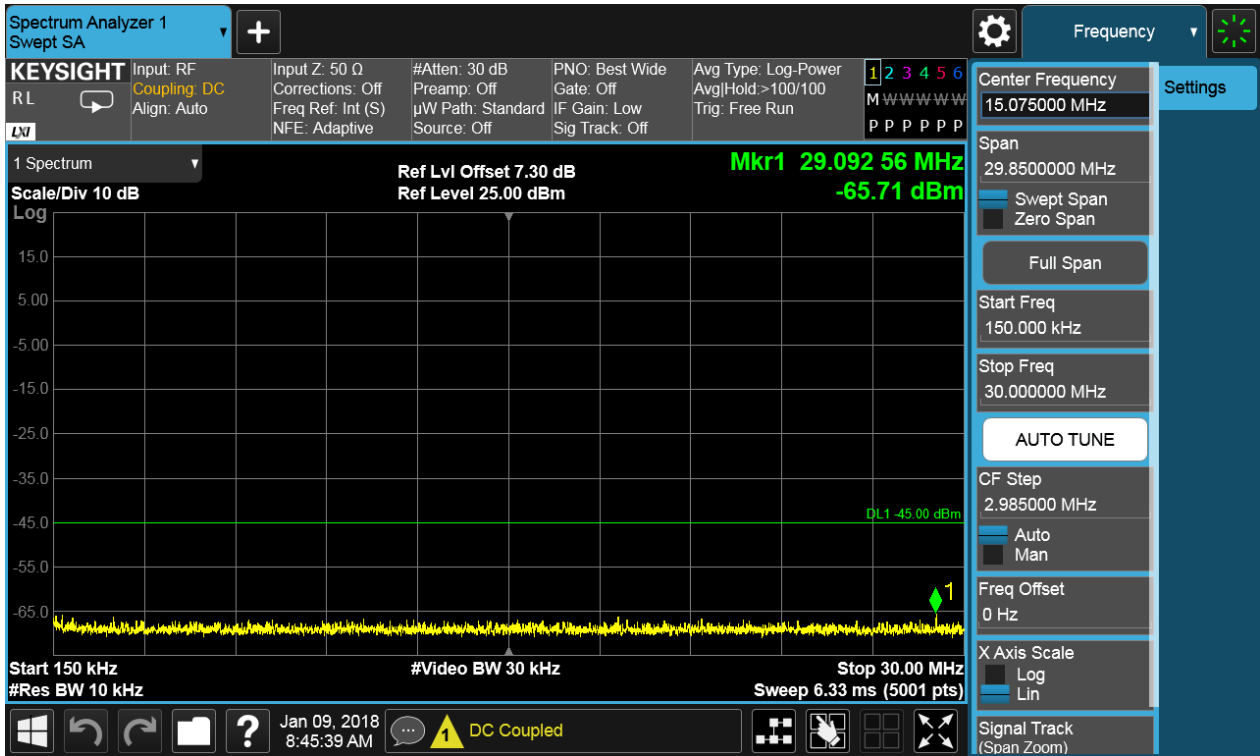 Spectrum Analyzer 1
Swept SA
+
Frequency
KEYSIGHT
RL
LXI
Input: RF
Coupling: DC
Align: Auto
Input Z: 50 Ω
Corrections: Off
Freq Ref: Int (S)
NFE: Adaptive
#Atten: 30 dB
Preamp: Off
µW Path: Standard
Source: Off
PNO: Best Wide
Gate: Off
IF Gain: Low
Sig Track: Off
Avg Type: Log-Power
Avg|Hold:>100/100
Trig: Free Run
1 2 3 4 5 6
M W W W W W
P P P P P P
1 Spectrum
Scale/Div 10 dB
Log
Ref Lvl Offset 7.30 dB
Ref Level 25.00 dBm
Mkr1 29.092 56 MHz
-65.71 dBm
15.0
5.00
-5.00
-15.0
-25.0
-35.0
-45.0
-55.0
-65.0
DL1 -45.00 dBm
1
Start 150 kHz
#Res BW 10 kHz
#Video BW 30 kHz
Stop 30.00 MHz
Sweep 6.33 ms (5001 pts)
Center Frequency
15.075000 MHz
Span
29.8500000 MHz
Swept Span
Zero Span
Full Span
Start Freq
150.000 kHz
Stop Freq
30.000000 MHz
AUTO TUNE
CF Step
2.985000 MHz
Auto
Man
Freq Offset
0 Hz
X Axis Scale
Log
Lin
Signal Track
(Span Zoom)
Settings
?
Jan 09, 2018
8:45:39 AM
1
DC Coupled